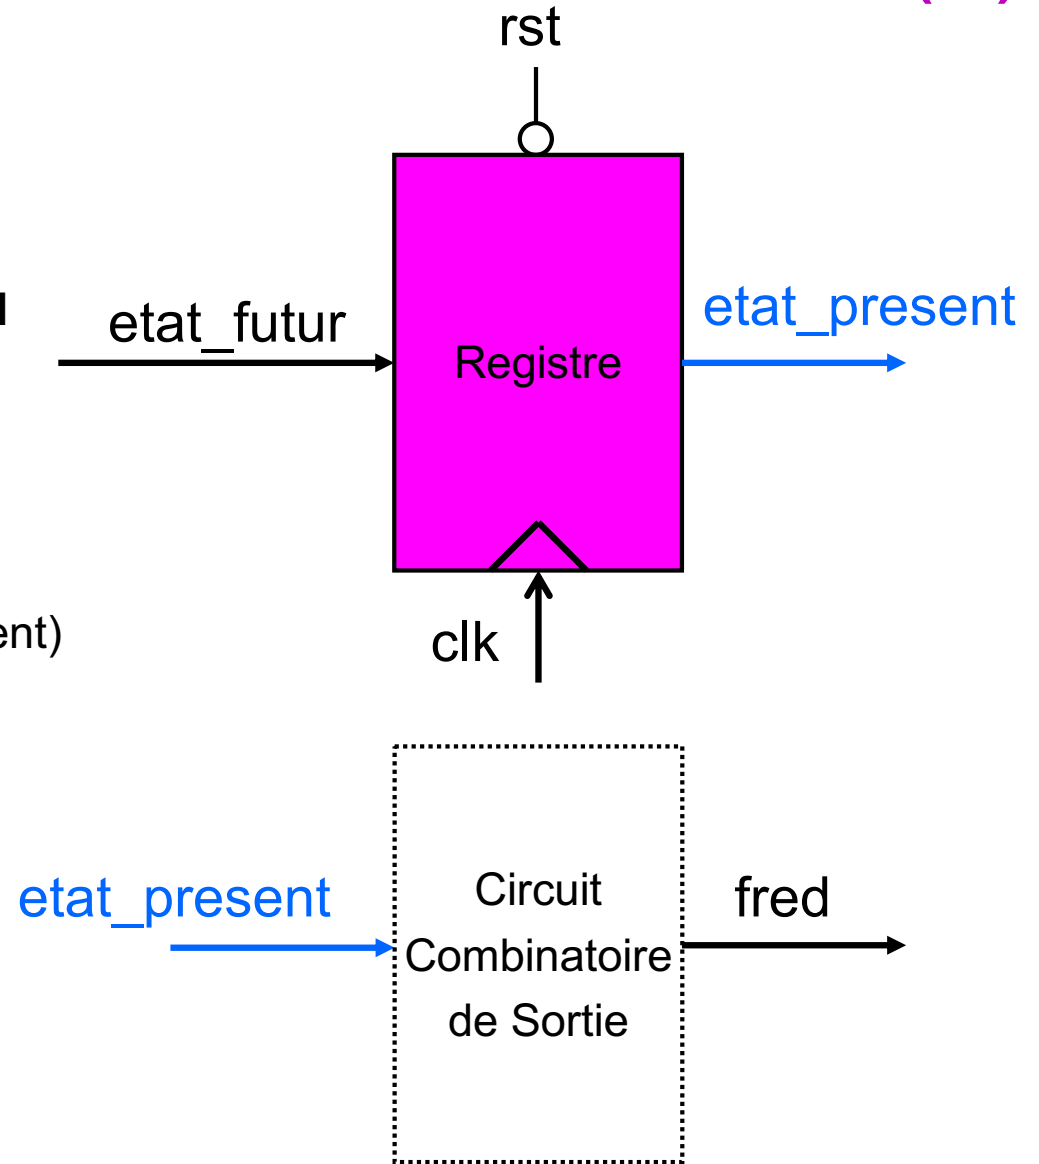 rst
etat_futur
etat_present
Registre
ent)
clk
etat_present
Circuit
Combinatoire
de Sortie
fred